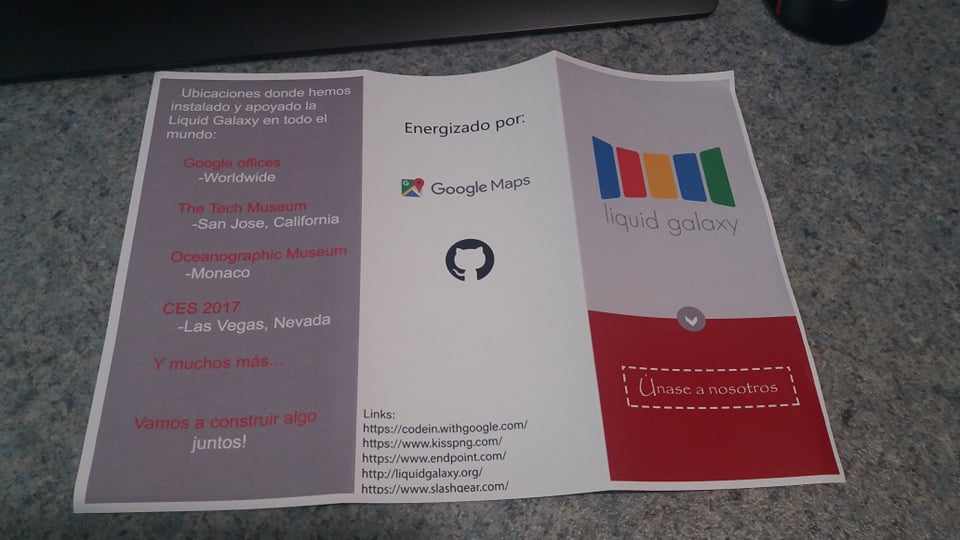 Ubicaciones donde hemos
instalado y apoyado la
Liquid Galaxy en todo el
mundo:
Google offices
-Worldwide
The Tech Museum
-San Jose, California
Oceanographic Museum
-Monaco
CES 2017
-Las Vegas, Nevada
Y muchos más...
Vamos a construir algo
juntos!
Energizado por:
Google Maps
Links:
https://codein.withgoogle.com/
https://www.kisspng.com/
https://www.endpoint.com/
http://liquidgalaxy.org/
https://www.slashgear.com/
liquid galaxy
Únase a nosotros